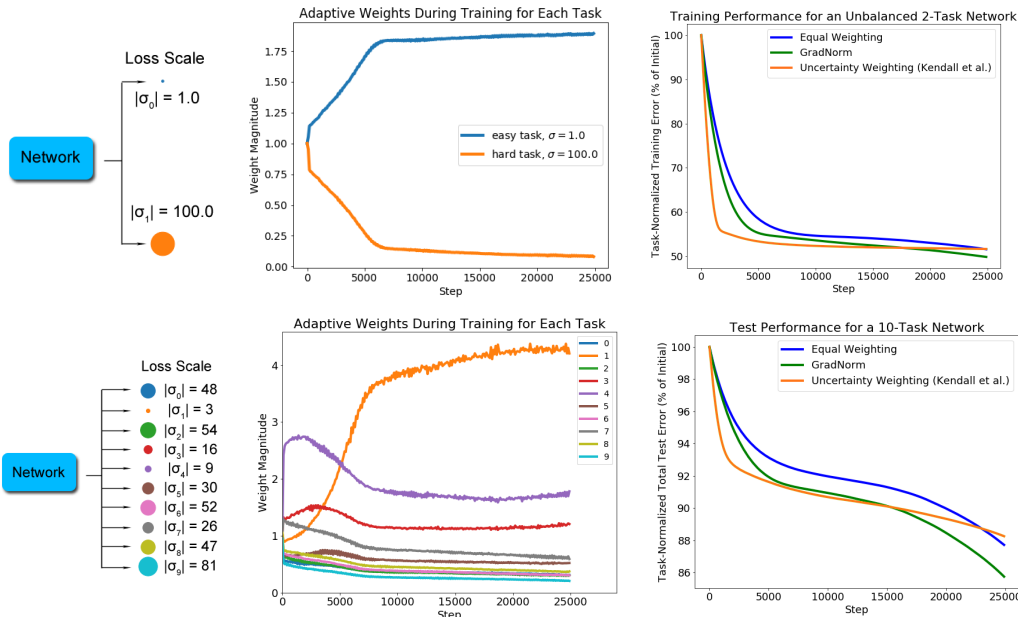 Loss Scale
|σ₀| = 1.0
Network
|σ₁| = 100.0
Adaptive Weights During Training for Each Task
1.75
1.50
1.25
1.00
0.75
0.50
0.25
0.00
Weight Magnitude
easy task, σ = 1.0
hard task, σ = 100.0
0 5000 10000 15000 20000 25000
Step
Training Performance for an Unbalanced 2-Task Network
100
90
80
70
60
50
Task-Normalized Training Error (% of Initial)
Equal Weighting
GradNorm
Uncertainty Weighting (Kendall et al.)
0 5000 10000 15000 20000 25000
Step
Loss Scale
|σ₀| = 48
|σ₁| = 3
|σ₂| = 54
|σ₃| = 16
|σ₄| = 9
Network
|σ₅| = 30
|σ₆| = 52
|σ₇| = 26
|σ₈| = 47
|σ₉| = 81
Adaptive Weights During Training for Each Task
4
3
2
1
0
Weight Magnitude
0
1
2
3
4
5
6
7
8
9
0 5000 10000 15000 20000 25000
Step
Test Performance for a 10-Task Network
100
98
96
94
92
90
88
86
Task-Normalized Total Test Error (% of Initial)
Equal Weighting
GradNorm
Uncertainty Weighting (Kendall et al.)
0 5000 10000 15000 20000 25000
Step